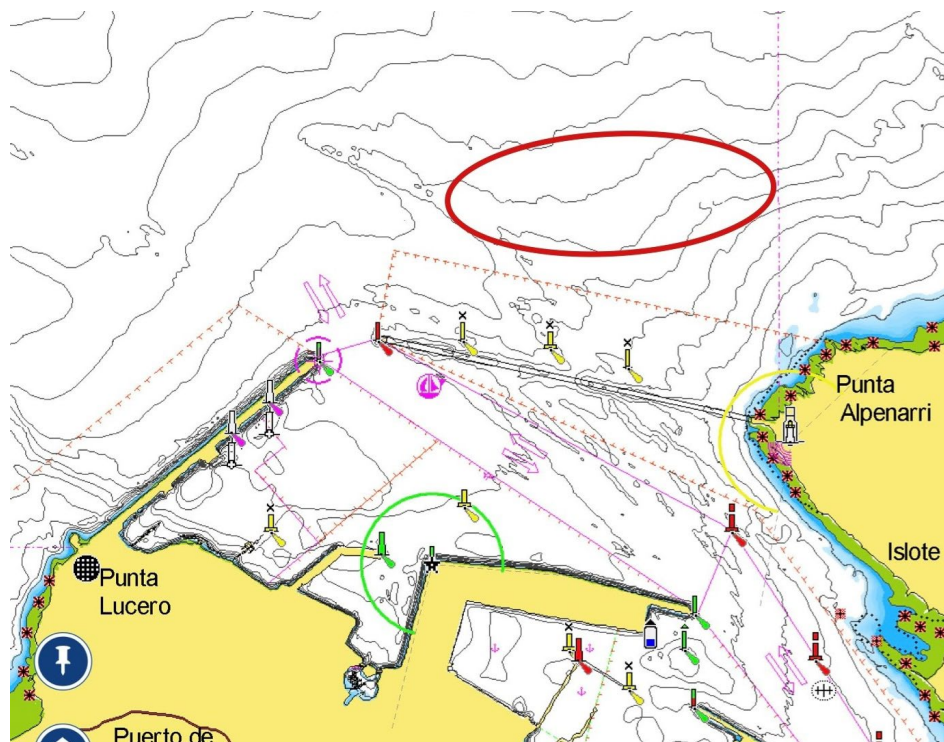 Punta
Alpenarri
Islote
Punta
Lucero
Puerto de